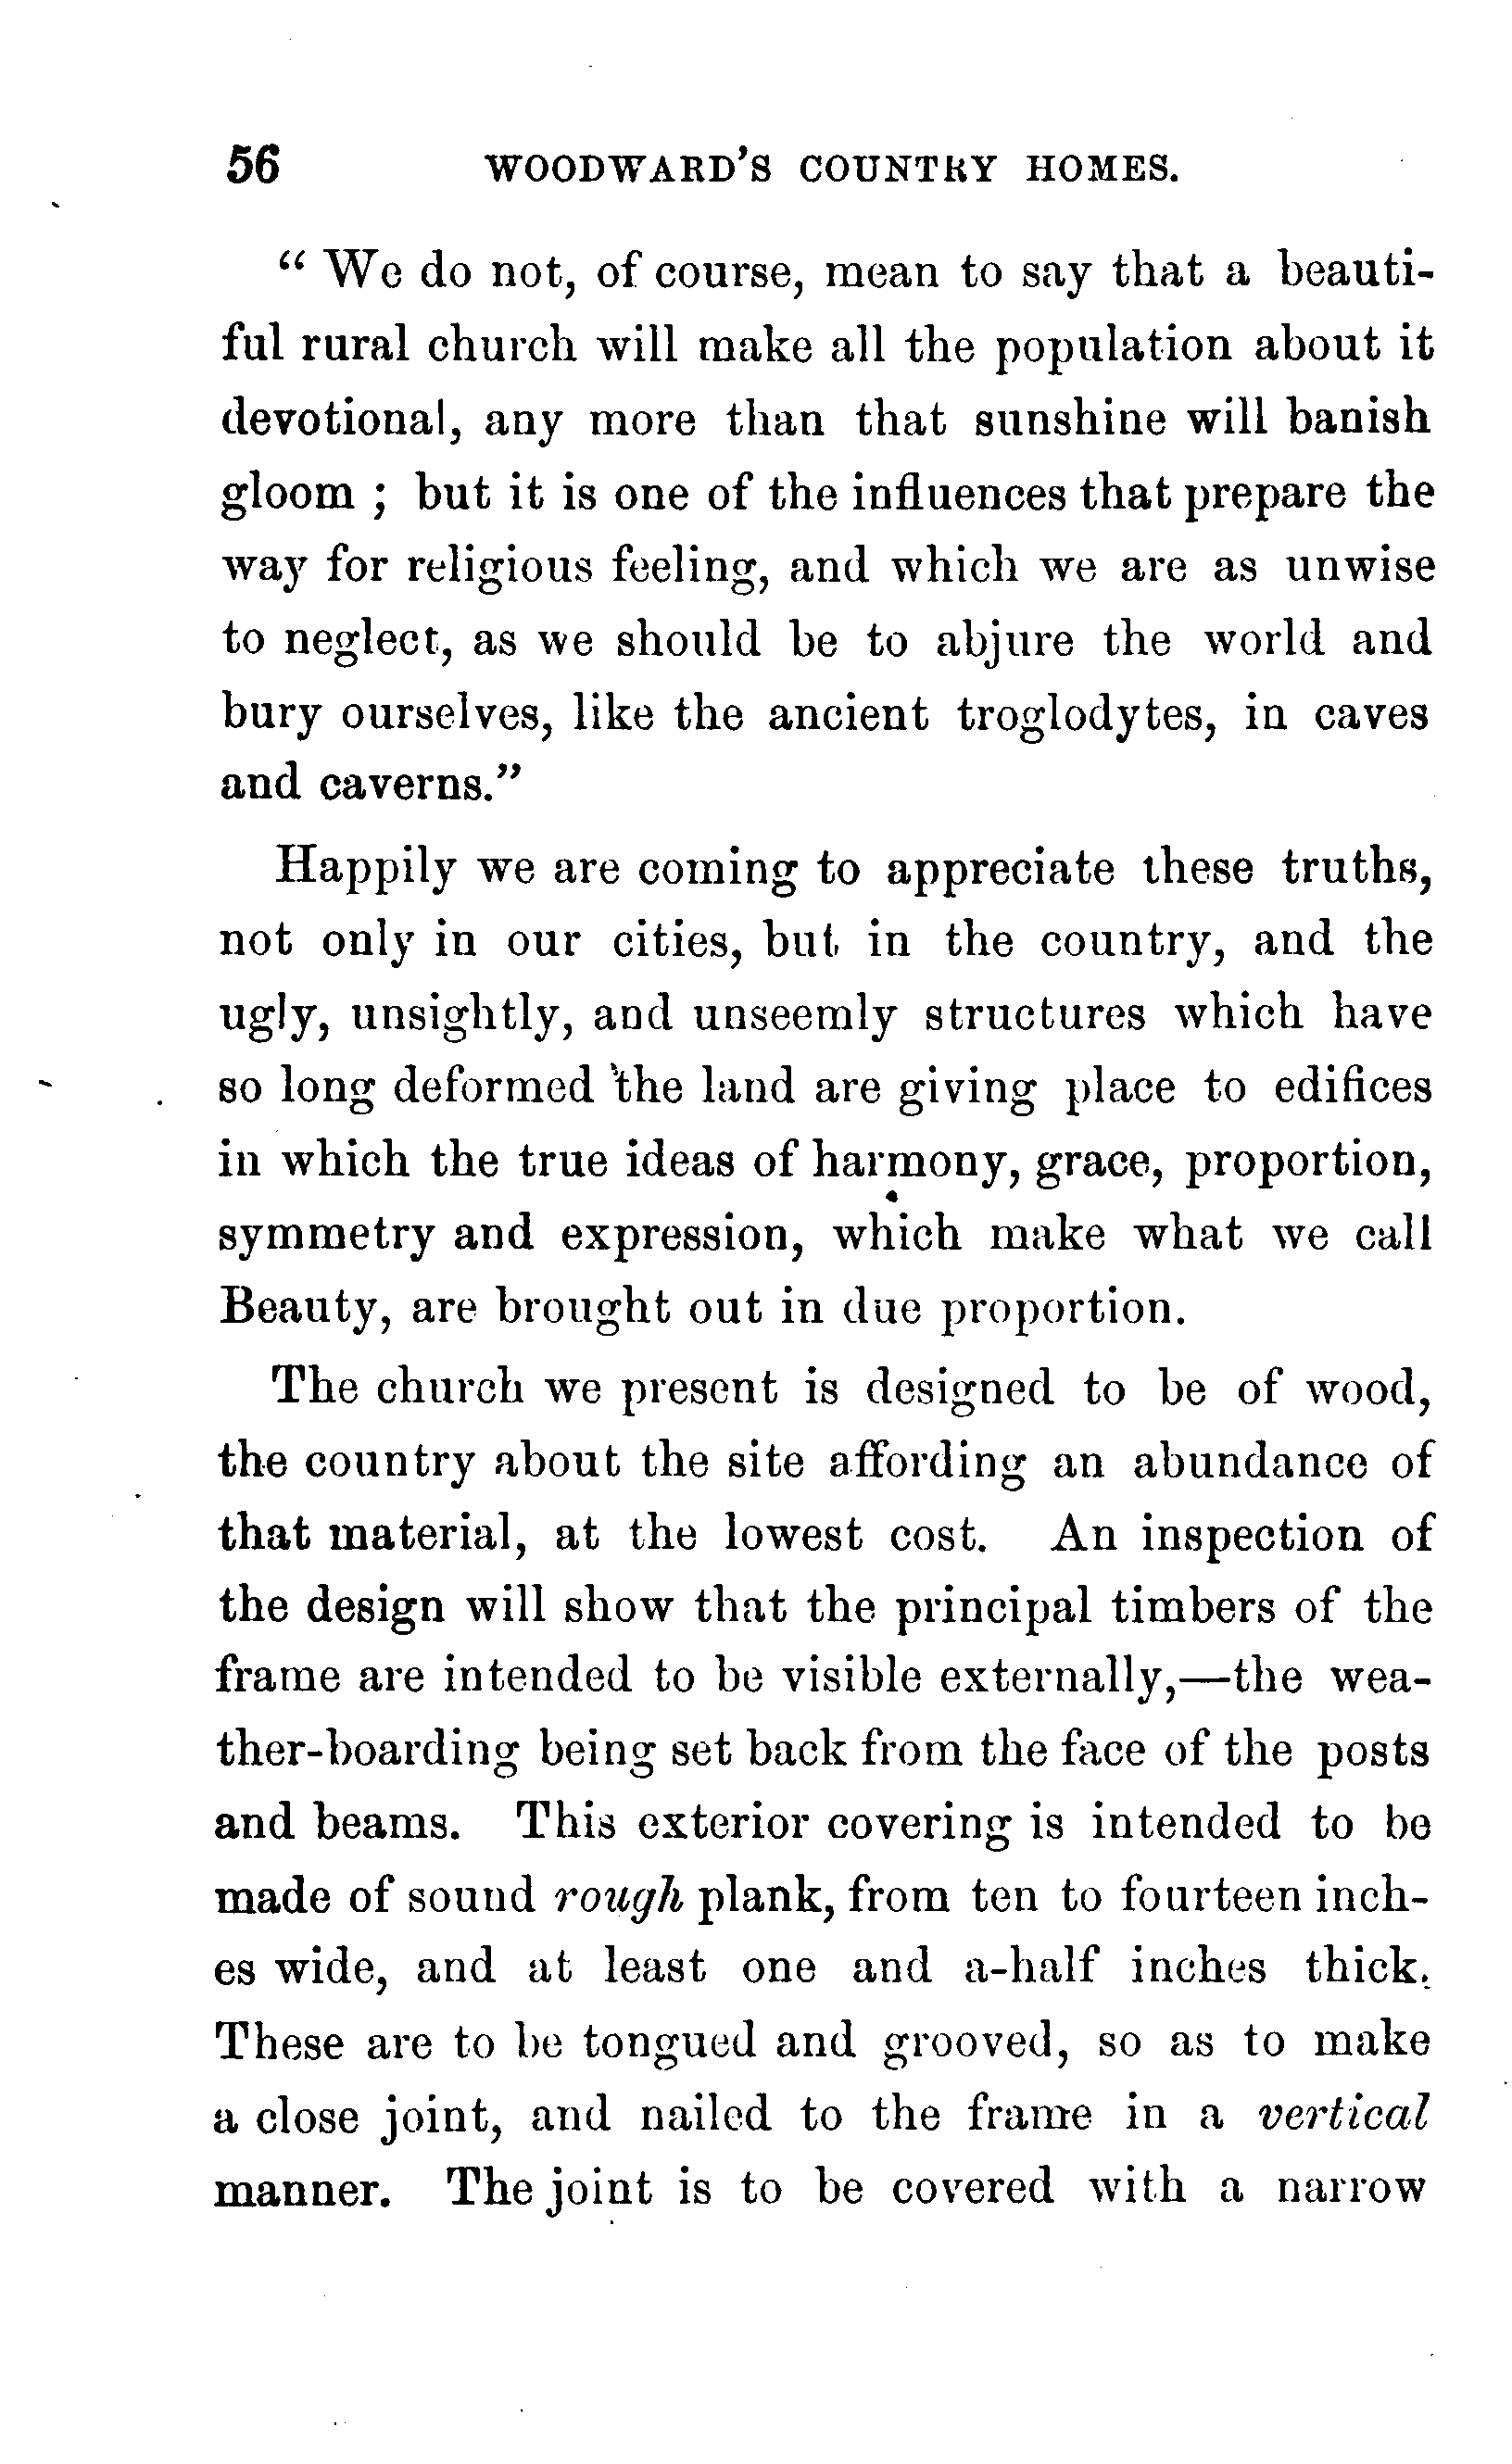 56 WOODWARD'S COUNTRY HOMES.
“ We do not, of course, mean to say that a beauti-
ful rural church will make all the population about it
devotional, any more than that sunshine will banish
gloom ; but it is one of the influences that prepare the
way for religious feeling, and which we are as unwise
to neglect, as we should be to abjure the world and
bury ourselves, like the ancient troglodytes, in caves
and caverns.”
Happily we are coming to appreciate these truths,
not only in our cities, but in the country, and the
ugly, unsightly, and unseemly structures which have
so long deformed the land are giving place to edifices
in which the true ideas of harmony, grace, proportion,
symmetry and expression, which make what we call
Beauty, are brought out in due proportion.
The church we present is designed to be of wood,
the country about the site affording an abundance of
that material, at the lowest cost. An inspection of
the design will show that the principal timbers of the
frame are intended to be visible externally,—the wea-
ther-boarding being set back from the face of the posts
and beams. This exterior covering is intended to be
made of sound rough plank, from ten to fourteen inch-
es wide, and at least one and a-half inches thick.
These are to be tongued and grooved, so as to make
a close joint, and nailed to the frame in a vertical
manner. The joint is to be covered with a narrow